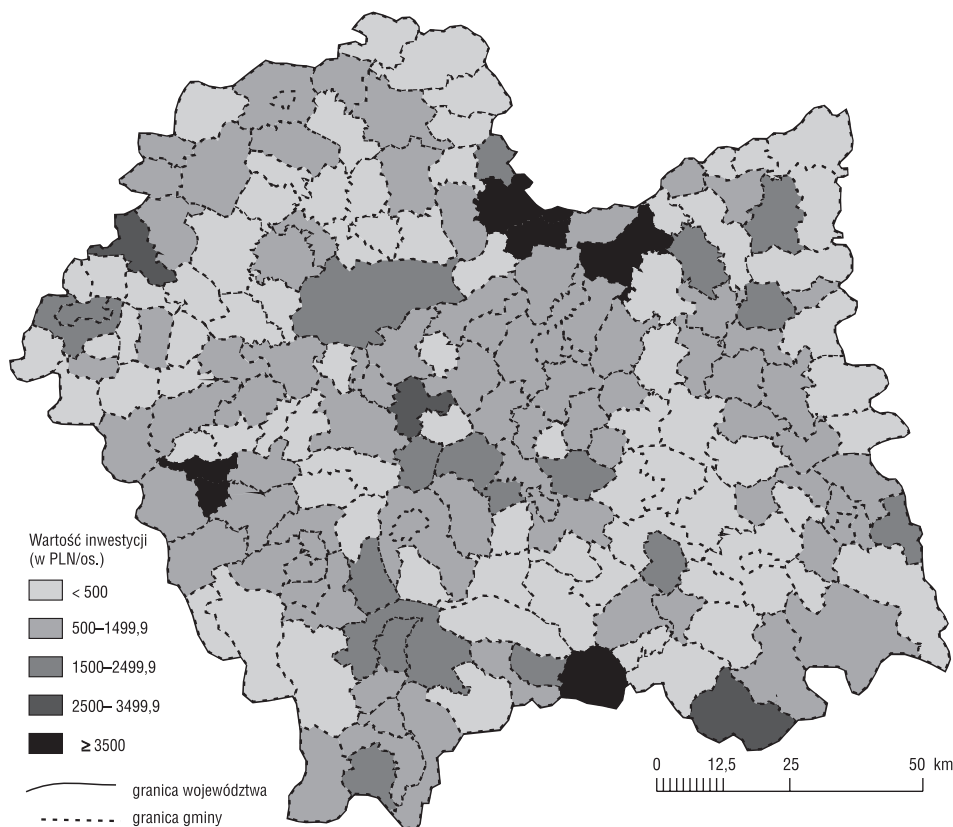 Wartość inwestycji
(w PLN/os.)
< 500
500–1499,9
1500–2499,9
2500– 3499,9
≥ 3500
granica województwa
granica gminy
0 12,5 25 50 km